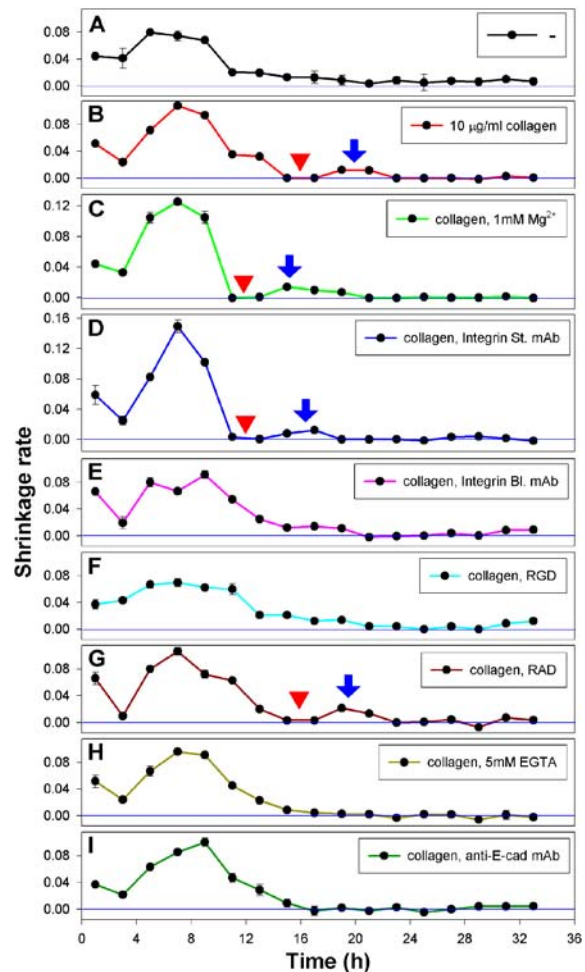 A
0.08
0.04
0.00
-
B
0.08
0.04
0.00
10 µg/ml collagen
C
0.12
0.08
0.04
0.00
collagen, 1mM Mg²⁺
D
0.16
0.12
0.08
0.04
0.00
collagen, Integrin St. mAb
E
0.08
0.04
0.00
collagen, Integrin Bl. mAb
Shrinkage rate
F
0.08
0.04
0.00
collagen, RGD
G
0.08
0.04
0.00
collagen, RAD
H
0.08
0.04
0.00
collagen, 5mM EGTA
I
0.08
0.04
0.00
collagen, anti-E-cad mAb
0 4 8 12 16 20 24 28 32 36
Time (h)